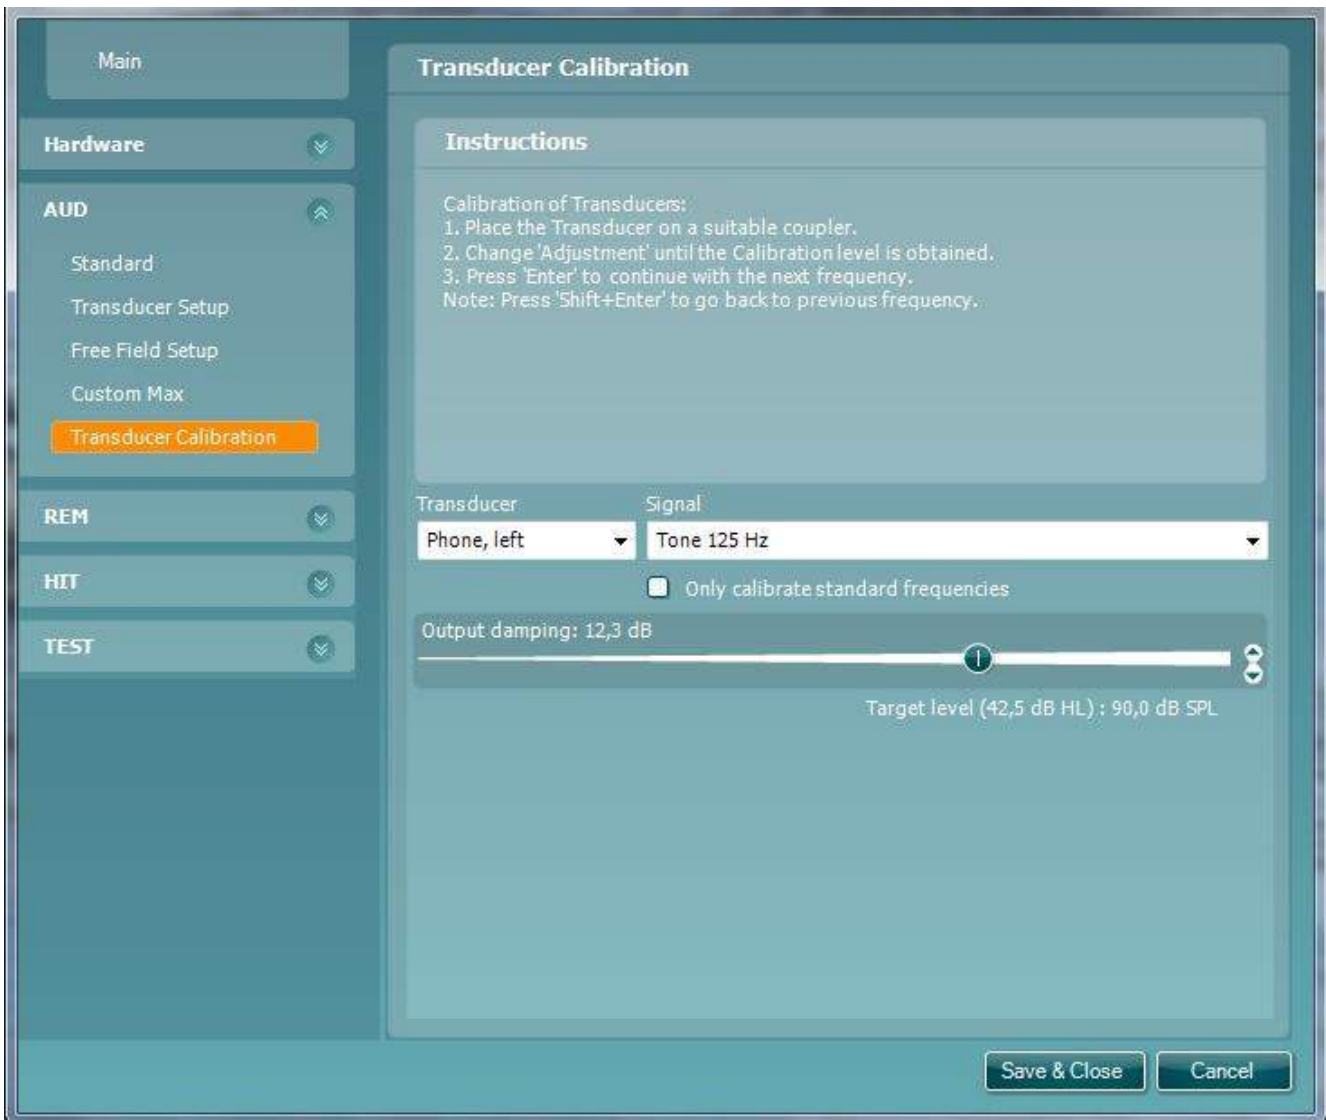 Main
Hardware
AUD
Standard
Transducer Setup
Free Field Setup
Custom Max
Transducer Calibration
REM
HIT
TEST
Transducer Calibration
Instructions
Calibration of Transducers:
1. Place the Transducer on a suitable coupler.
2. Change 'Adjustment' until the Calibration level is obtained.
3. Press 'Enter' to continue with the next frequency.
Note: Press 'Shift+Enter' to go back to previous frequency.
Transducer Signal
Phone, left Tone 125 Hz
Only calibrate standard frequencies
Output damping: 12,3 dB
Target level (42,5 dB HL) : 90,0 dB SPL
Save & Close Cancel